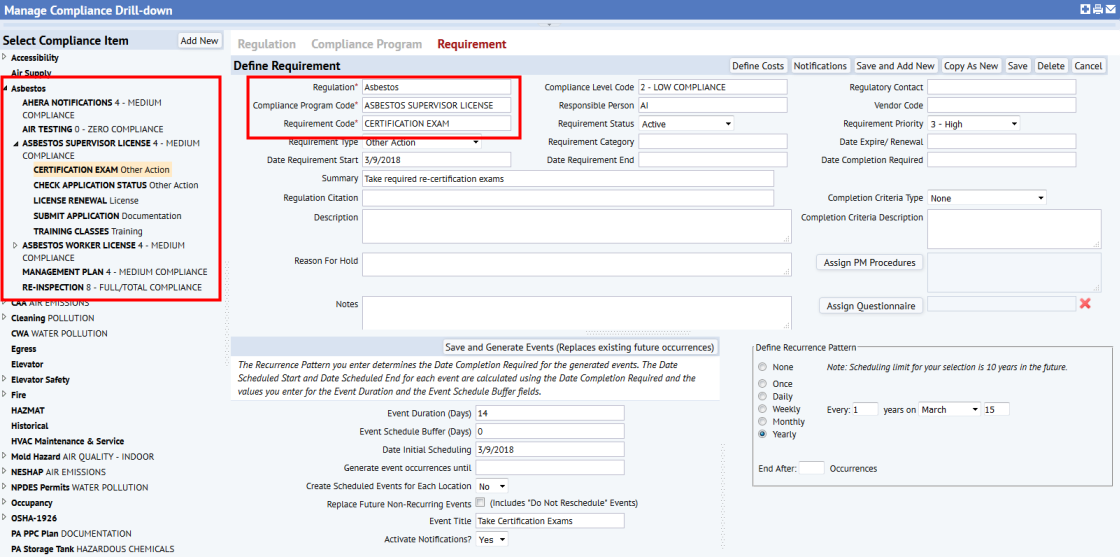 Manage Compliance Drill-down
Select Compliance Item
Add New
Accessibility
Air Supply
Asbestos
AHERA NOTIFICATIONS 4 - MEDIUM
COMPLIANCE
AIR TESTING 0 - ZERO COMPLIANCE
ASBESTOS SUPERVISOR LICENSE 4 - MEDIUM
COMPLIANCE
CERTIFICATION EXAM Other Action
CHECK APPLICATION STATUS Other Action
LICENSE RENEWAL License
SUBMIT APPLICATION Documentation
TRAINING CLASSES Training
ASBESTOS WORKER LICENSE 4 - MEDIUM
COMPLIANCE
MANAGEMENT PLAN 4 - MEDIUM COMPLIANCE
RE-INSPECTION 8 - FULL/TOTAL COMPLIANCE
CAA AIR EMISSIONS
Cleaning POLLUTION
CWA WATER POLLUTION
Egress
Elevator
Elevator Safety
Fire
HAZMAT
Historical
HVAC Maintenance & Service
Mold Hazard AIR QUALITY - INDOOR
NESHAP AIR EMISSIONS
NPDES Permits WATER POLLUTION
Occupancy
OSHA-1926
PA PPC Plan DOCUMENTATION
PA Storage Tank HAZARDOUS CHEMICALS
Regulation Compliance Program Requirement
Define Requirement
Define Costs Notifications Save and Add New Copy As New Save Delete Cancel
Regulation* Asbestos Compliance Level Code 2 - LOW COMPLIANCE Regulatory Contact
Compliance Program Code* ASBESTOS SUPERVISOR LICENSE Responsible Person AI Vendor Code
Requirement Code* CERTIFICATION EXAM Requirement Status Active Requirement Priority 3 - High
Requirement Type Other Action Requirement Category Date Expire/ Renewal
Date Requirement Start 3/9/2018 Date Requirement End Date Completion Required
Summary Take required re-certification exams
Regulation Citation Completion Criteria Type None
Description Completion Criteria Description
Reason For Hold Assign PM Procedures
Notes Assign Questionnaire
Save and Generate Events (Replaces existing future occurrences)
The Recurrence Pattern you enter determines the Date Completion Required for the generated events. The Date
Scheduled Start and Date Scheduled End for each event are calculated using the Date Completion Required and the
values you enter for the Event Duration and the Event Schedule Buffer fields.
Event Duration (Days) 14
Event Schedule Buffer (Days) 0
Date Initial Scheduling 3/9/2018
Generate event occurrences until
Create Scheduled Events for Each Location No
Replace Future Non-Recurring Events (Includes "Do Not Reschedule" Events)
Event Title Take Certification Exams
Activate Notifications? Yes
Define Recurrence Pattern
None Note: Scheduling limit for your selection is 10 years in the future.
Once
Daily
Weekly Every: 1 years on March 15
Monthly
Yearly
End After: Occurrences